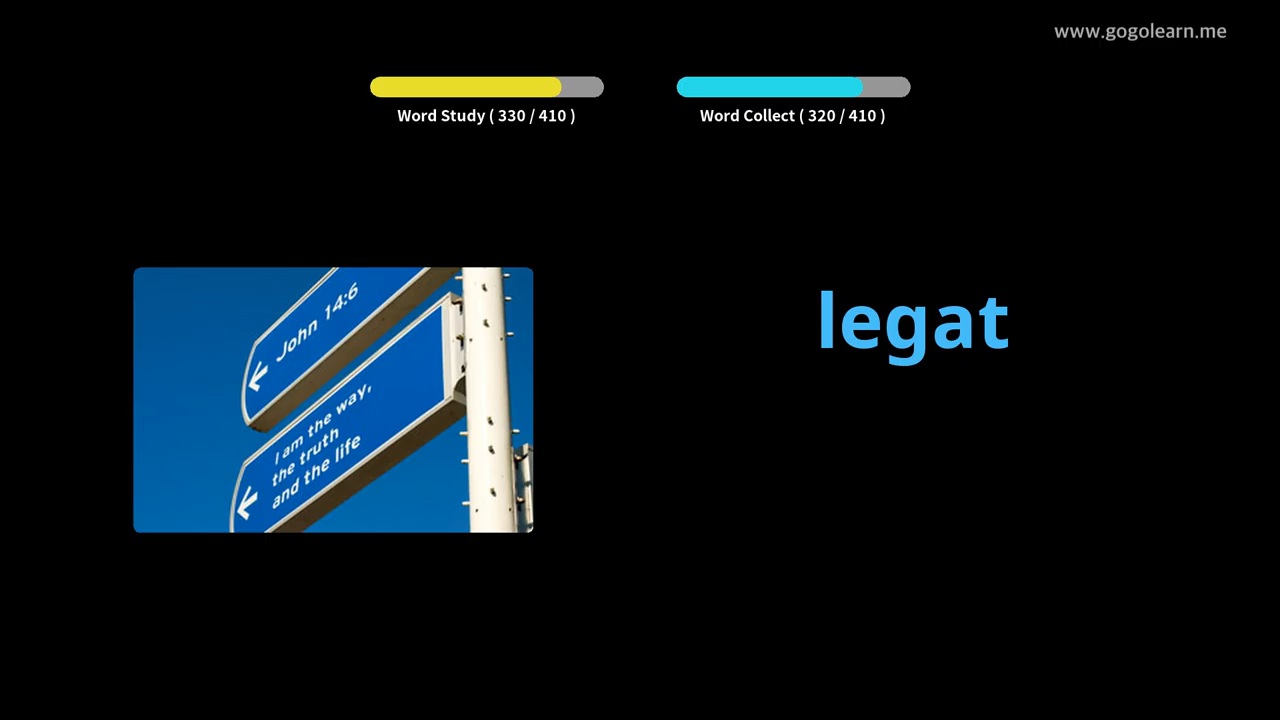 www.gogolearn.me
Word Study ( 330 / 410 )
Word Collect ( 320 / 410 )
John 14:6
I am the way,
the truth
and the life
legat